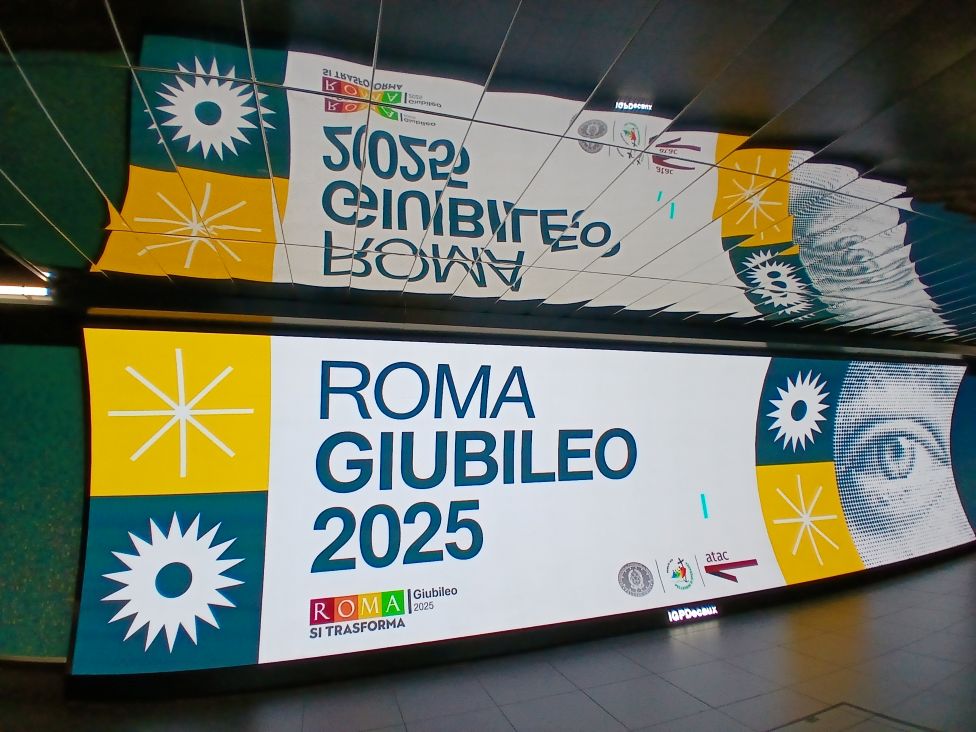 ROMA
GIUBILEO
2025
ROMA
Giubileo
2025
SI TRASFORMA
atac
IGPDecaux